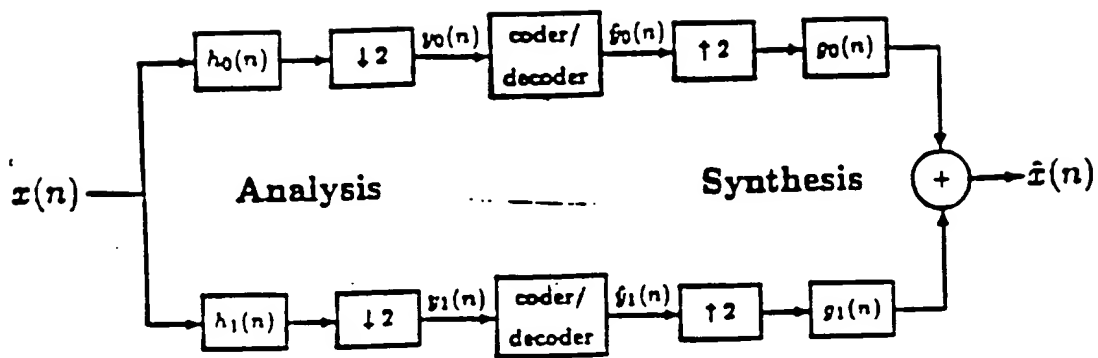 h₀(n) ↓2 y₀(n) coder/ decoder ŷ₀(n) ↑2 g₀(n)
x(n) Analysis Synthesis + x̂(n)
h₁(n) ↓2 y₁(n) coder/ decoder ŷ₁(n) ↑2 g₁(n)